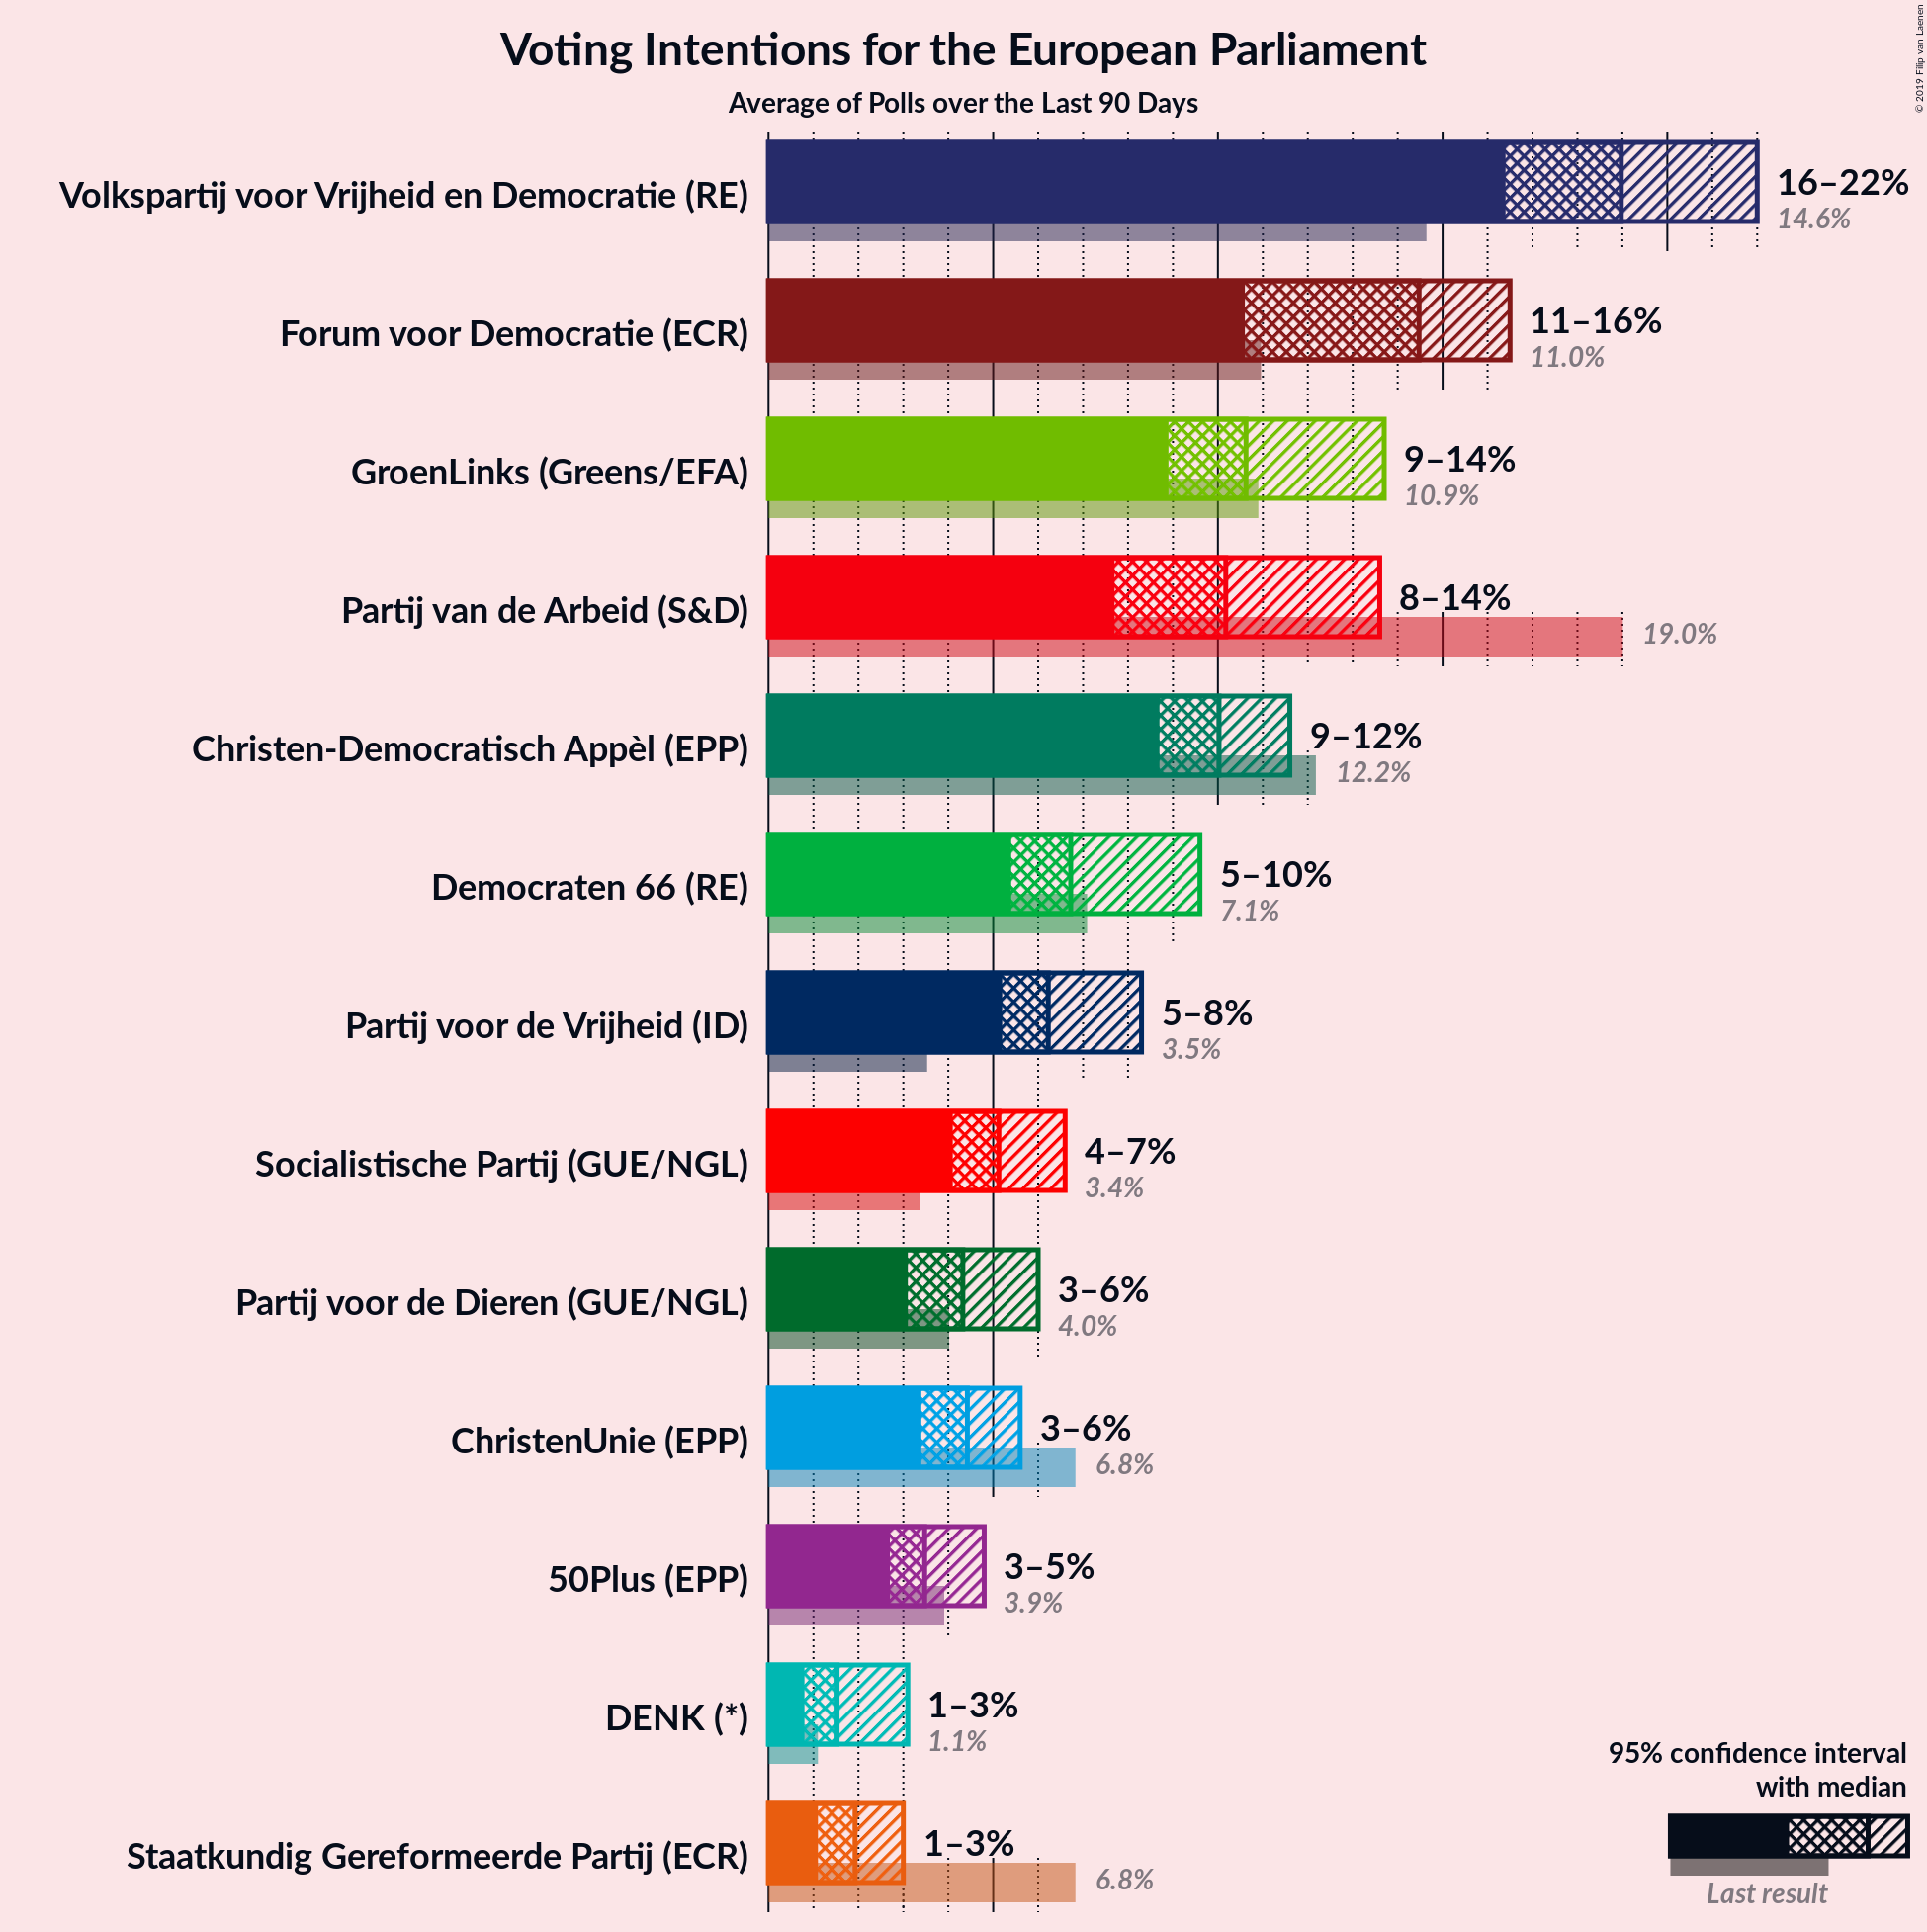 © 2019 Filip van Laenen
Voting Intentions for the European Parliament
Average of Polls over the Last 90 Days
Volkspartij voor Vrijheid en Democratie (RE)
16–22%
14.6%
Forum voor Democratie (ECR)
11–16%
11.0%
GroenLinks (Greens/EFA)
9–14%
10.9%
Partij van de Arbeid (S&D)
8–14%
19.0%
Christen-Democratisch Appèl (EPP)
9–12%
12.2%
Democraten 66 (RE)
5–10%
7.1%
Partij voor de Vrijheid (ID)
5–8%
3.5%
Socialistische Partij (GUE/NGL)
4–7%
3.4%
Partij voor de Dieren (GUE/NGL)
3–6%
4.0%
ChristenUnie (EPP)
3–6%
6.8%
50Plus (EPP)
3–5%
3.9%
DENK (*)
1–3%
1.1%
Staatkundig Gereformeerde Partij (ECR)
1–3%
6.8%
95% confidence interval
with median
Last result